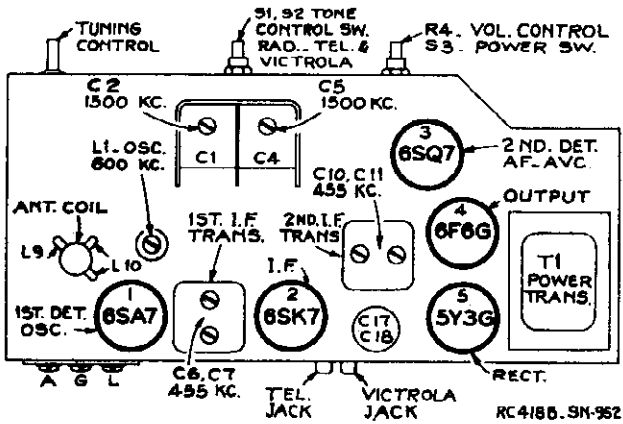 TUNING
CONTROL
S1, S2 TONE
CONTROL SW.
RAD.- TEL. &
VICTROLA
R4- VOL. CONTROL
S3- POWER SW.
C2
1500 KC.
C5
1500 KC.
C1
C4
L1- OSC.
600 KC.
3
6SQ7
2 ND. DET.
AF- AVC.
C10, C11
455 KC.
ANT. COIL
L9
L10
1ST. I.F.
TRANS.
2ND. I.F.
TRANS
4
6F6G
OUTPUT
T1
POWER
TRANS.
1ST. DET.
OSC.
1
6SA7
I.F.
2
6SK7
C17
C18
5
5Y3G
RECT.
C6, C7
455 KC.
A G L
TEL.
JACK
VICTROLA
JACK
RC418B-SN-952